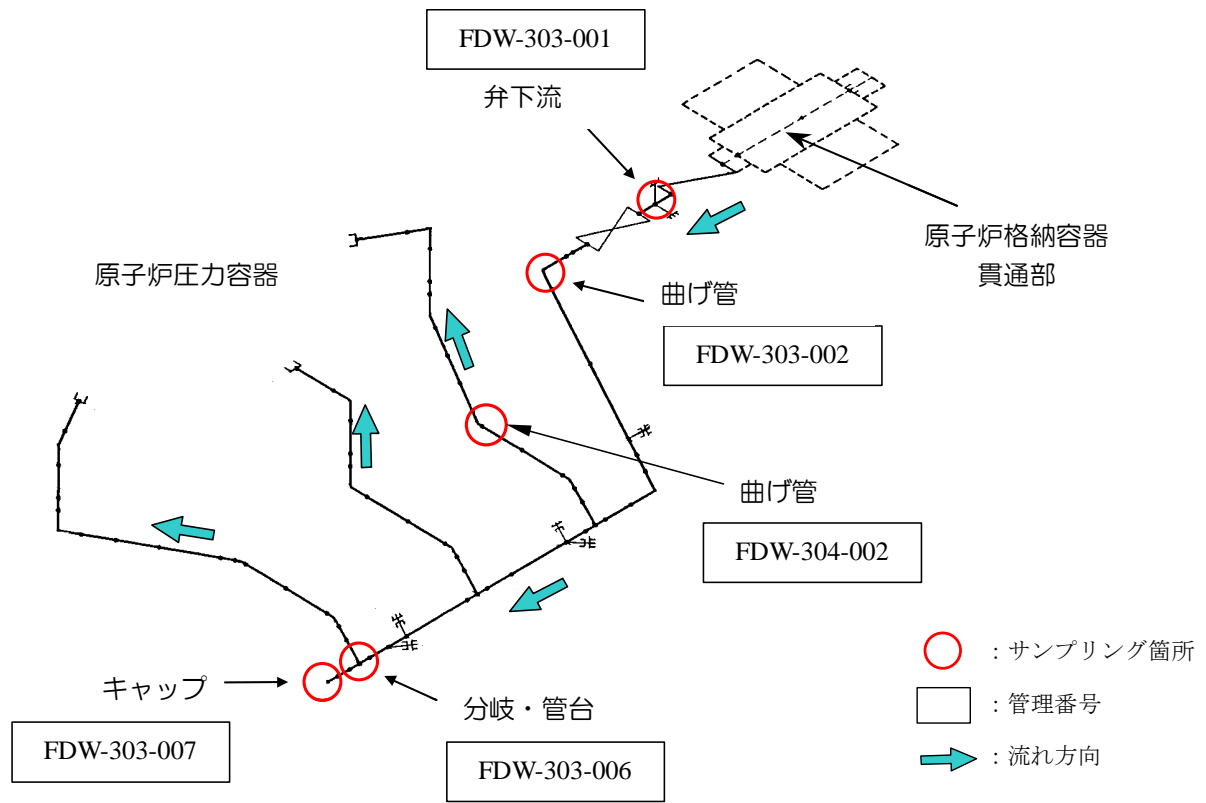 FDW-303-001
弁下流
原子炉格納容器
貫通部
原子炉圧力容器
曲げ管
FDW-303-002
曲げ管
FDW-304-002
キャップ
分岐・管台
FDW-303-007
FDW-303-006
：サンプリング箇所
：管理番号
：流れ方向